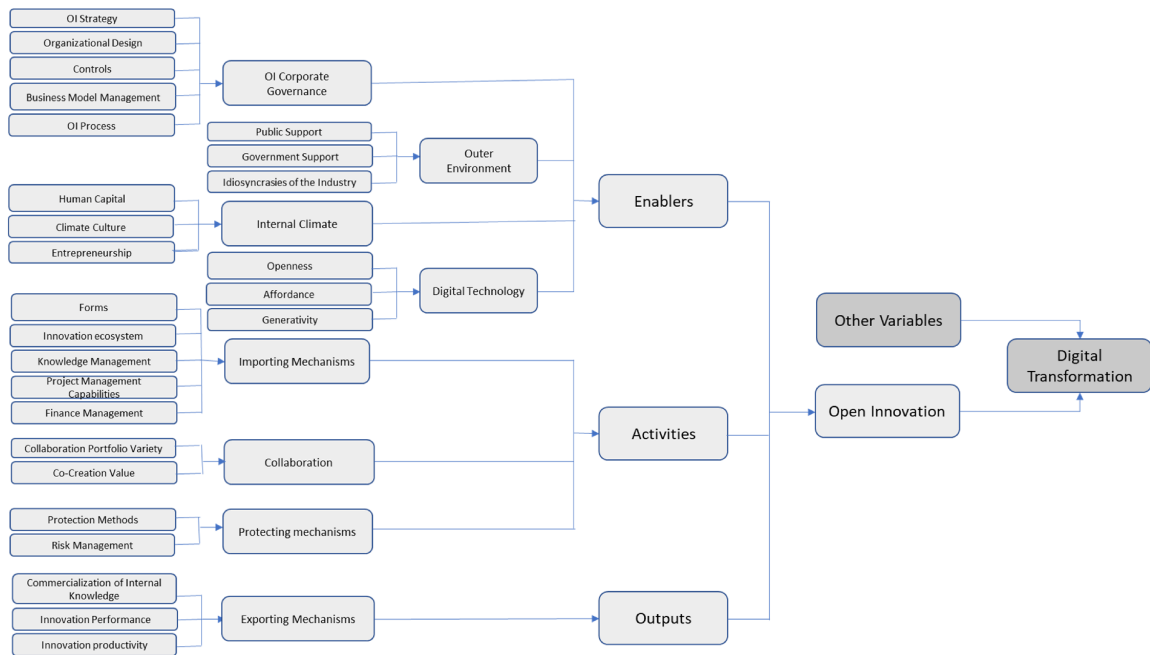 OI Strategy
Organizational Design
Controls
Business Model Management
OI Process
OI Corporate
Governance
Public Support
Government Support
Idiosyncrasies of the Industry
Outer
Environment
Human Capital
Climate Culture
Entrepreneurship
Internal Climate
Openness
Affordance
Generativity
Digital Technology
Enablers
Forms
Innovation ecosystem
Knowledge Management
Project Management
Capabilities
Finance Management
Importing Mechanisms
Collaboration Portfolio Variety
Co-Creation Value
Collaboration
Protection Methods
Risk Management
Protecting mechanisms
Activities
Commercialization of Internal
Knowledge
Innovation Performance
Innovation productivity
Exporting Mechanisms
Outputs
Other Variables
Open Innovation
Digital
Transformation